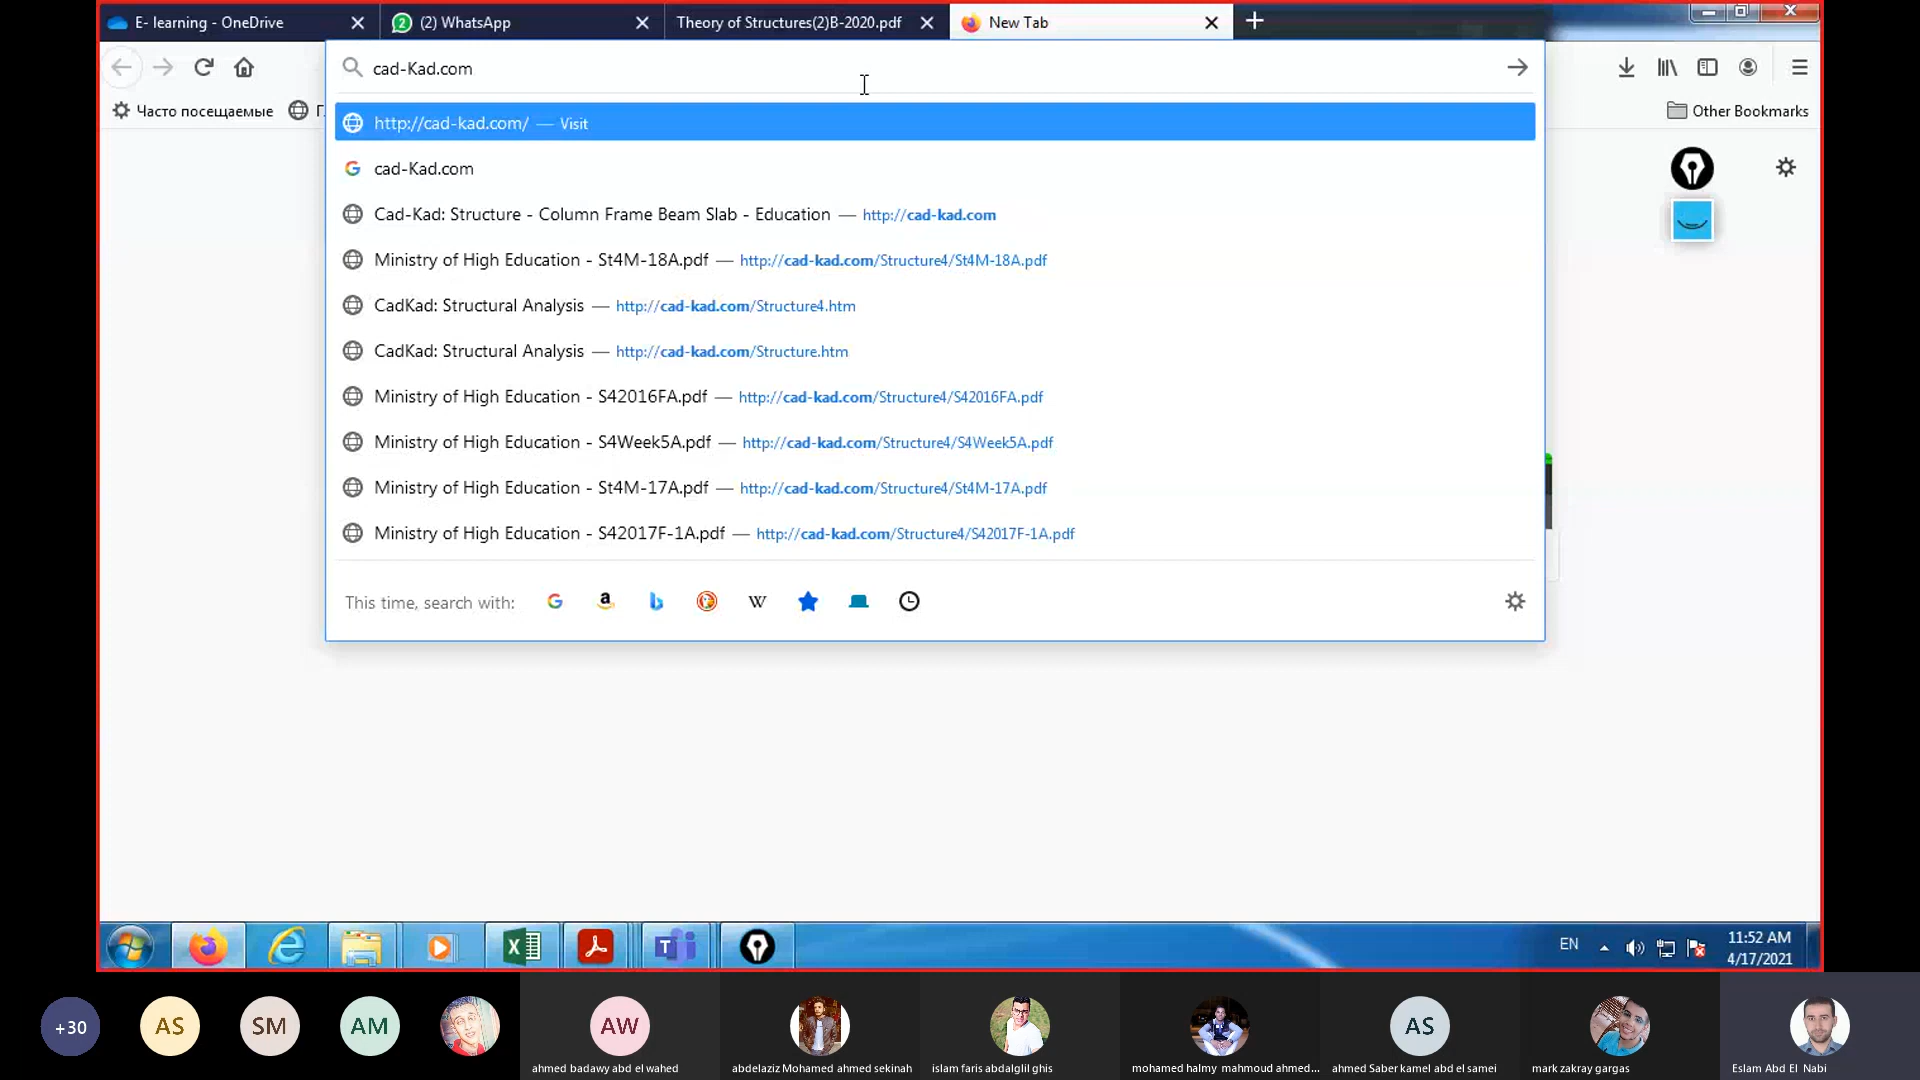 E- learning - OneDrive
(2) WhatsApp
Theory of Structures(2)B-2020.pdf
New Tab
cad-Kad.com
Часто посещаемые
Other Bookmarks
http://cad-kad.com/ — Visit
cad-Kad.com
Cad-Kad: Structure - Column Frame Beam Slab - Education — http://cad-kad.com
Ministry of High Education - St4M-18A.pdf — http://cad-kad.com/Structure4/St4M-18A.pdf
CadKad: Structural Analysis — http://cad-kad.com/Structure4.htm
CadKad: Structural Analysis — http://cad-kad.com/Structure.htm
Ministry of High Education - S42016FA.pdf — http://cad-kad.com/Structure4/S42016FA.pdf
Ministry of High Education - S4Week5A.pdf — http://cad-kad.com/Structure4/S4Week5A.pdf
Ministry of High Education - St4M-17A.pdf — http://cad-kad.com/Structure4/St4M-17A.pdf
Ministry of High Education - S42017F-1A.pdf — http://cad-kad.com/Structure4/S42017F-1A.pdf
This time, search with:
EN
11:52 AM
4/17/2021
+30
AS
SM
AM
AW
AS
ahmed badawy abd el wahed
abdelaziz Mohamed ahmed sekinah
islam faris abdalglil ghis
mohamed halmy mahmoud ahmed...
ahmed Saber kamel abd el samei
mark zakray gargas
Eslam Abd El Nabi